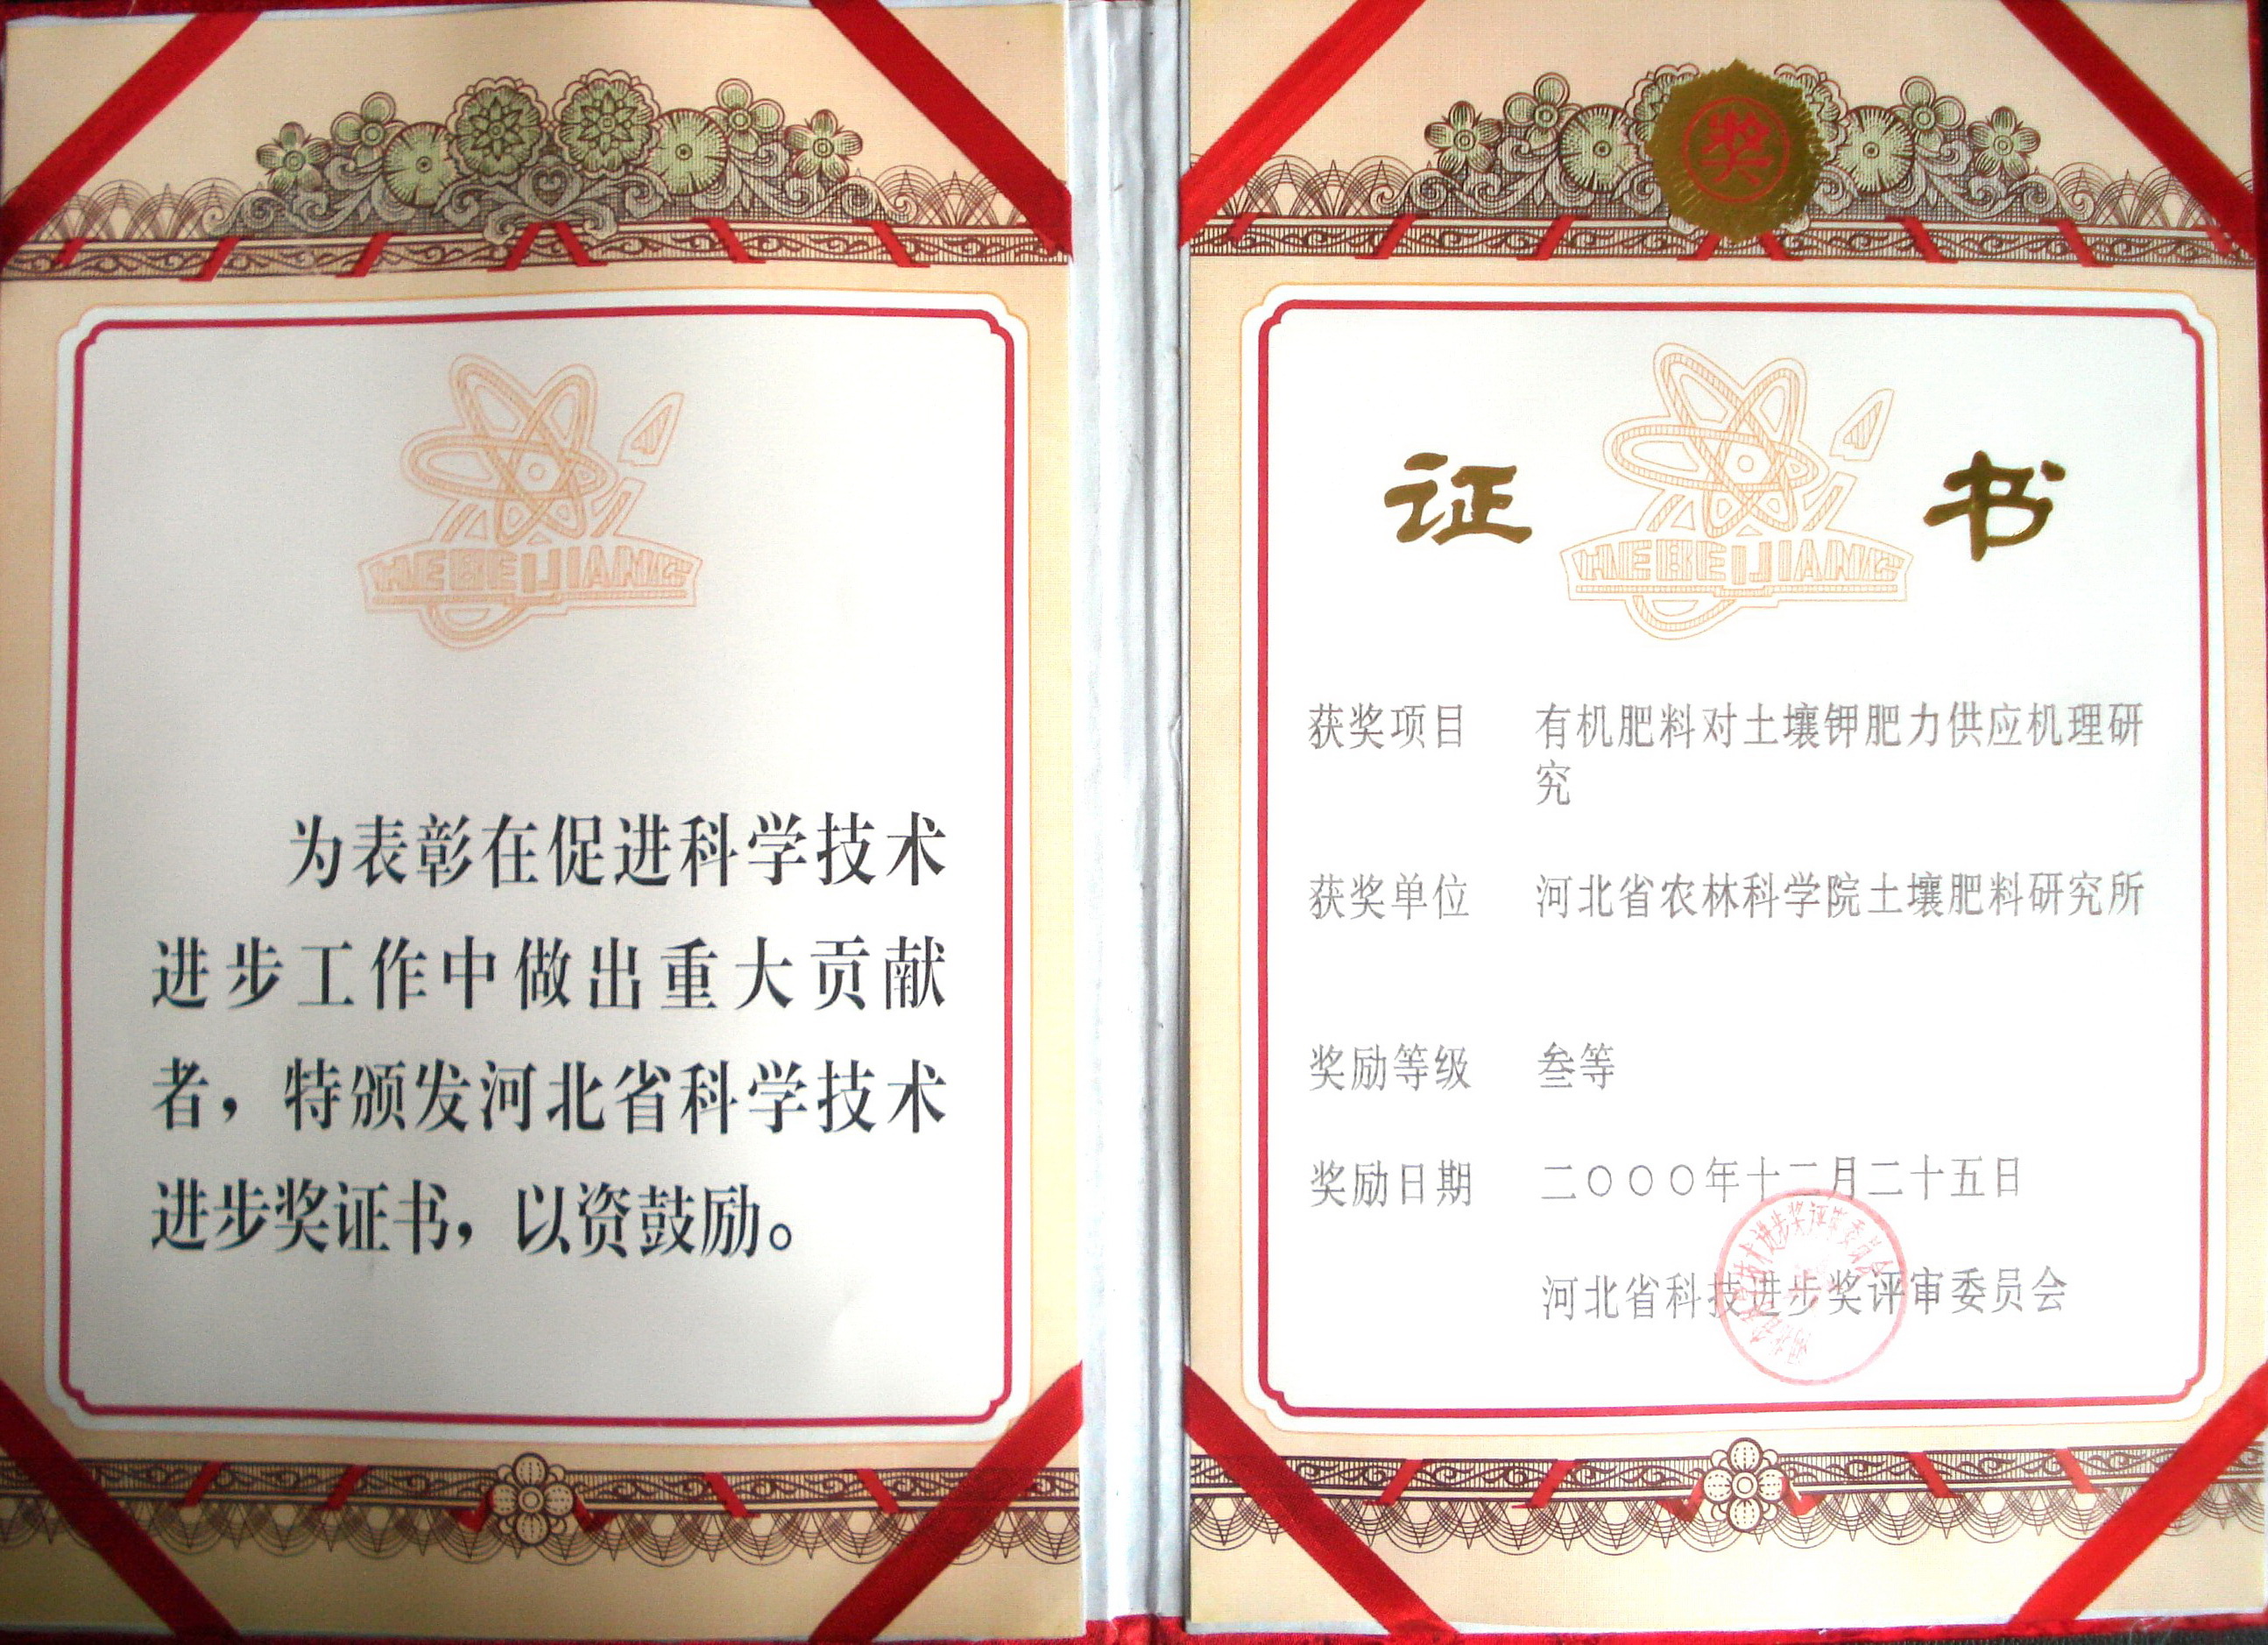 HEBEIJIANG
为表彰在促进科学技术
进步工作中做出重大贡献
者，特颁发河北省科学技术
进步奖证书，以资鼓励。
奖
证 书
HEBEIJIANG
获奖项目 有机肥料对土壤钾肥力供应机理研
究
获奖单位 河北省农林科学院土壤肥料研究所
奖励等级 叁等
奖励日期 二〇〇〇年十二月二十五日
河北省科技进步奖评审委员会